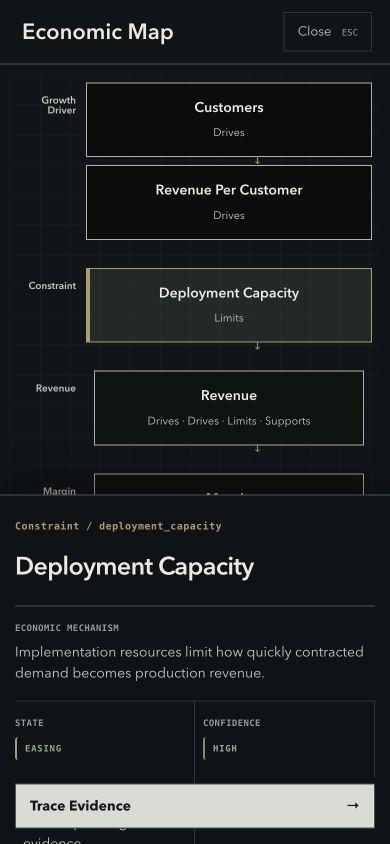 Economic Map
Close ESC
Growth
Driver
Customers
Drives
↓
Revenue Per Customer
Drives
Constraint
Deployment Capacity
Limits
↓
Revenue
Revenue
Drives · Drives · Limits · Supports
↓
Margin
Constraint / deployment_capacity
Deployment Capacity
ECONOMIC MECHANISM
Implementation resources limit how quickly contracted
demand becomes production revenue.
STATE
CONFIDENCE
EASING
HIGH
Trace Evidence →
evidence